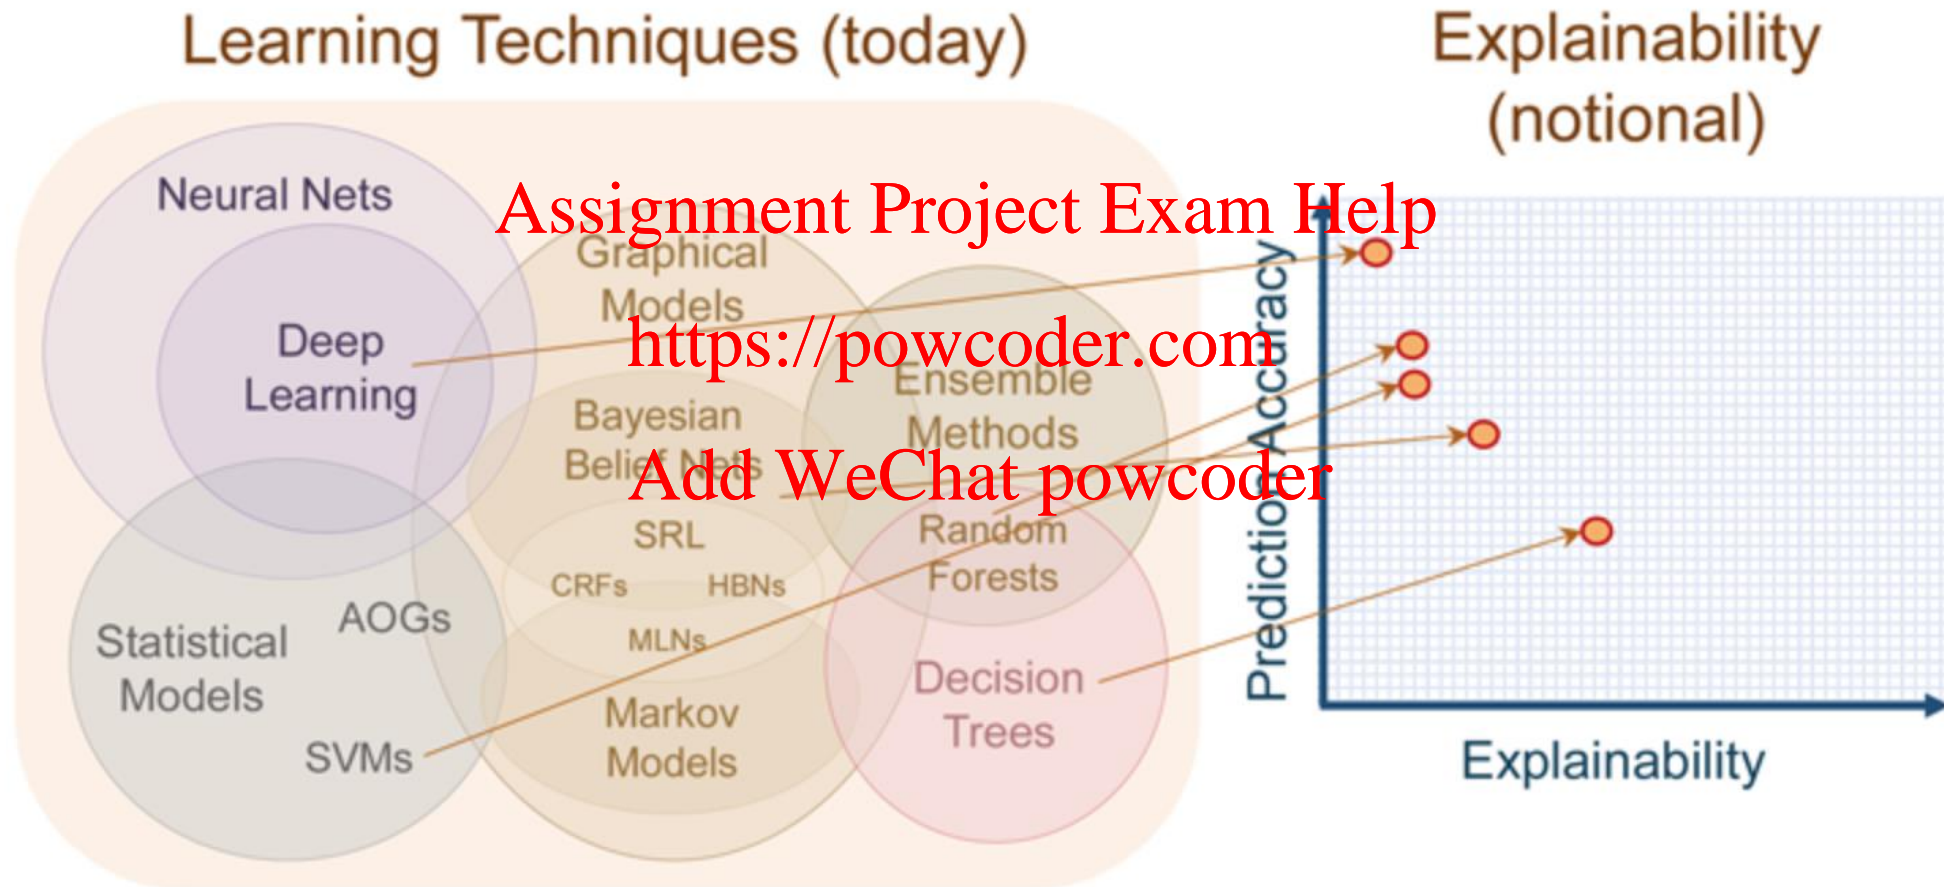 Learning Techniques (today)
Explainability
(notional)
Neural Nets
Deep
Learning
Assignment Project Exam Help
Graphical
Models
https://powcoder.com
Ensemble
Methods
Bayesian
Belief Nets
Add WeChat powcoder
SRL
CRFs
HBNs
MLNs
Random
Forests
AOGs
Statistical
Models
SVMs
Markov
Models
Decision
Trees
Prediction Accuracy
Explainability